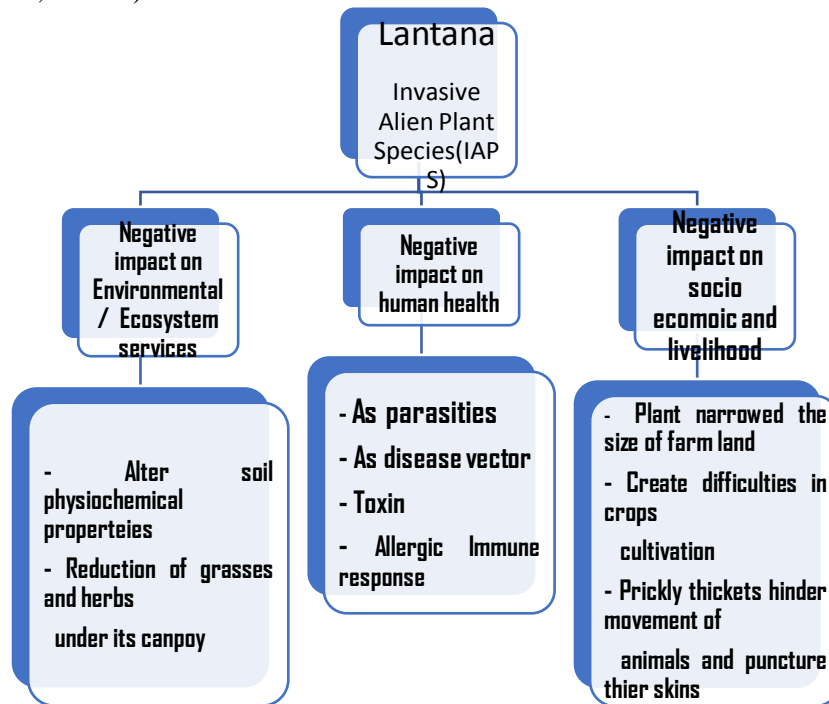 Lantana
Invasive
Alien Plant
Species(IAP
S)
Negative
impact on
Environmental
/ Ecosystem
services
Negative
impact on
human health
Negative
impact on
socio
ecomoic and
livelihood
- Alter soil
physiochemical
properteies
- Reduction of grasses
and herbs
under its canpoy
- As parasities
- As disease vector
- Toxin
- Allergic Immune
response
- Plant narrowed the
size of farm land
- Create difficulties in
crops
cultivation
- Prickly thickets hinder
movement of
animals and puncture
thier skins